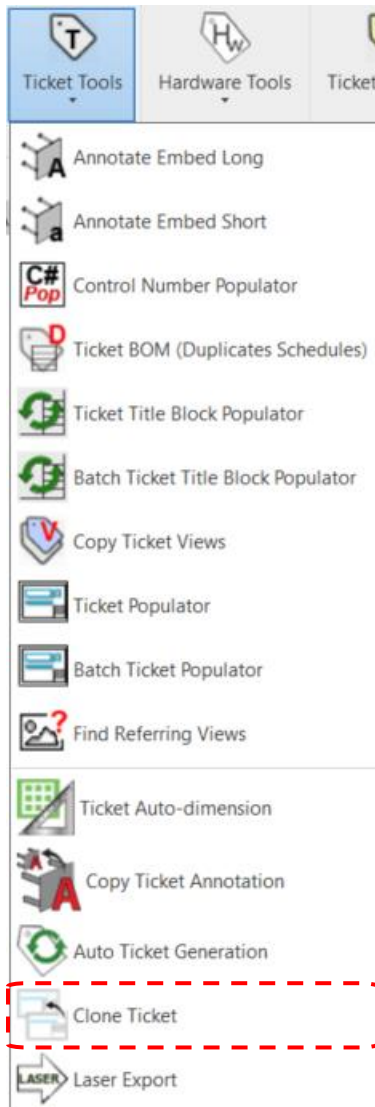 T
Hw
Ticket Tools
Hardware Tools
Ticket
A
Annotate Embed Long
a
Annotate Embed Short
C#
Pop
Control Number Populator
D
Ticket BOM (Duplicates Schedules)
Ticket Title Block Populator
Batch Ticket Title Block Populator
V
Copy Ticket Views
Ticket Populator
Batch Ticket Populator
?
Find Referring Views
Ticket Auto-dimension
A
A
Copy Ticket Annotation
Auto Ticket Generation
Clone Ticket
LASER
Laser Export